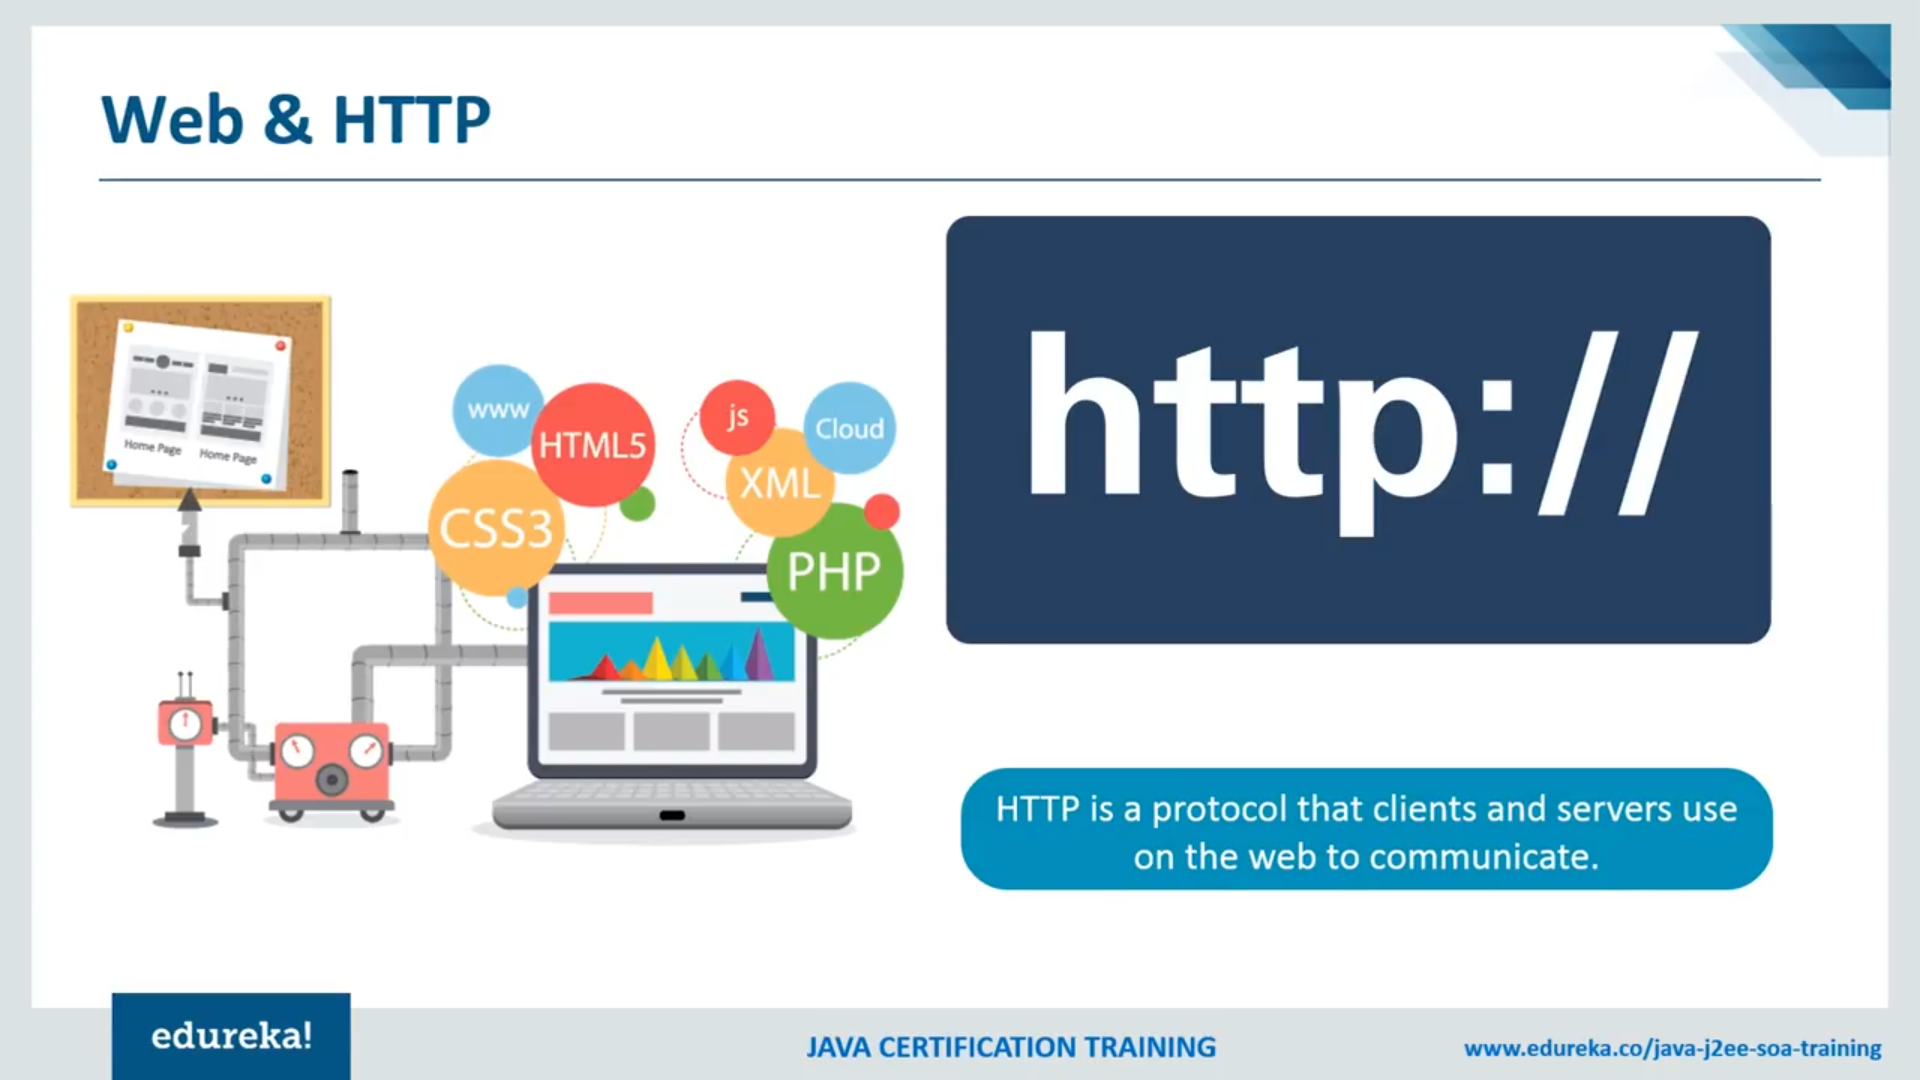 Web & HTTP
Home Page
Home Page
www
HTML5
CSS3
js
Cloud
XML
PHP
http://
HTTP is a protocol that clients and servers use
on the web to communicate.
edureka!
JAVA CERTIFICATION TRAINING
www.edureka.co/java-j2ee-soa-training